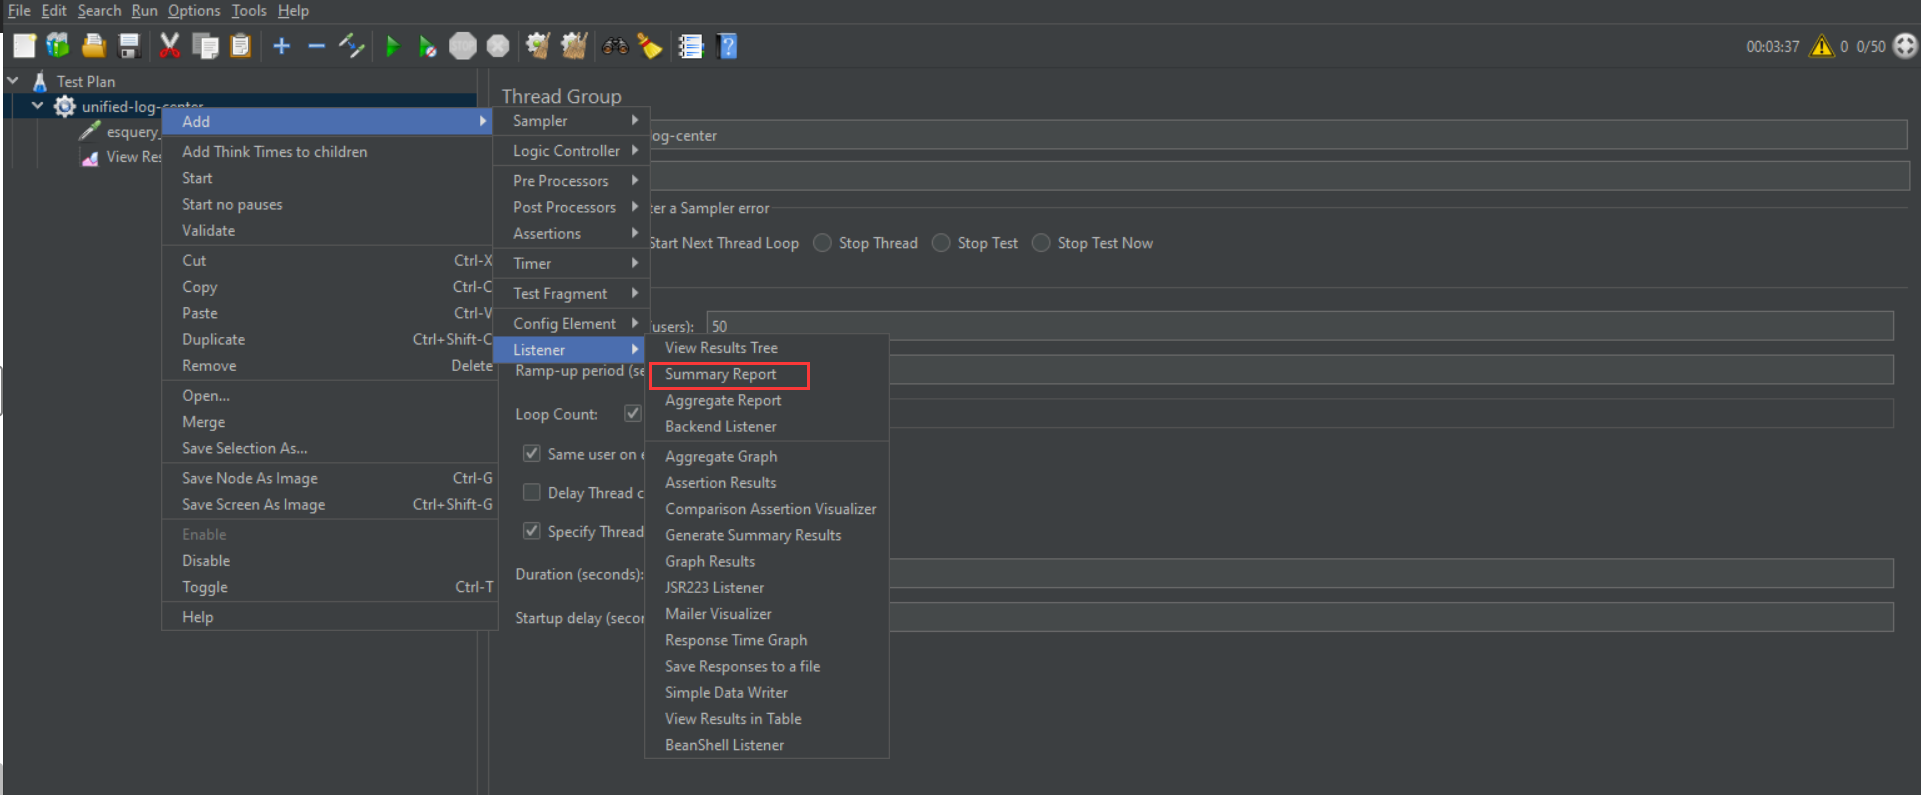 File Edit Search Run Options Tools Help
00:03:37 0 0/50
Test Plan
unified-log-center
esquery_
View Res
Add
Add Think Times to children
Start
Start no pauses
Validate
Cut Ctrl-X
Copy Ctrl-C
Paste Ctrl-V
Duplicate Ctrl+Shift-C
Remove Delete
Open...
Merge
Save Selection As...
Save Node As Image Ctrl-G
Save Screen As Image Ctrl+Shift-G
Enable
Disable
Toggle Ctrl-T
Help
Sampler
Logic Controller
Pre Processors
Post Processors
Assertions
Timer
Test Fragment
Config Element
Listener
View Results Tree
Summary Report
Aggregate Report
Backend Listener
Aggregate Graph
Assertion Results
Comparison Assertion Visualizer
Generate Summary Results
Graph Results
JSR223 Listener
Mailer Visualizer
Response Time Graph
Save Responses to a file
Simple Data Writer
View Results in Table
BeanShell Listener
Thread Group
log-center
ter a Sampler error
Start Next Thread Loop Stop Thread Stop Test Stop Test Now
users): 50
Ramp-up period (se
Loop Count:
Same user on e
Delay Thread c
Specify Thread
Duration (seconds):
Startup delay (secon